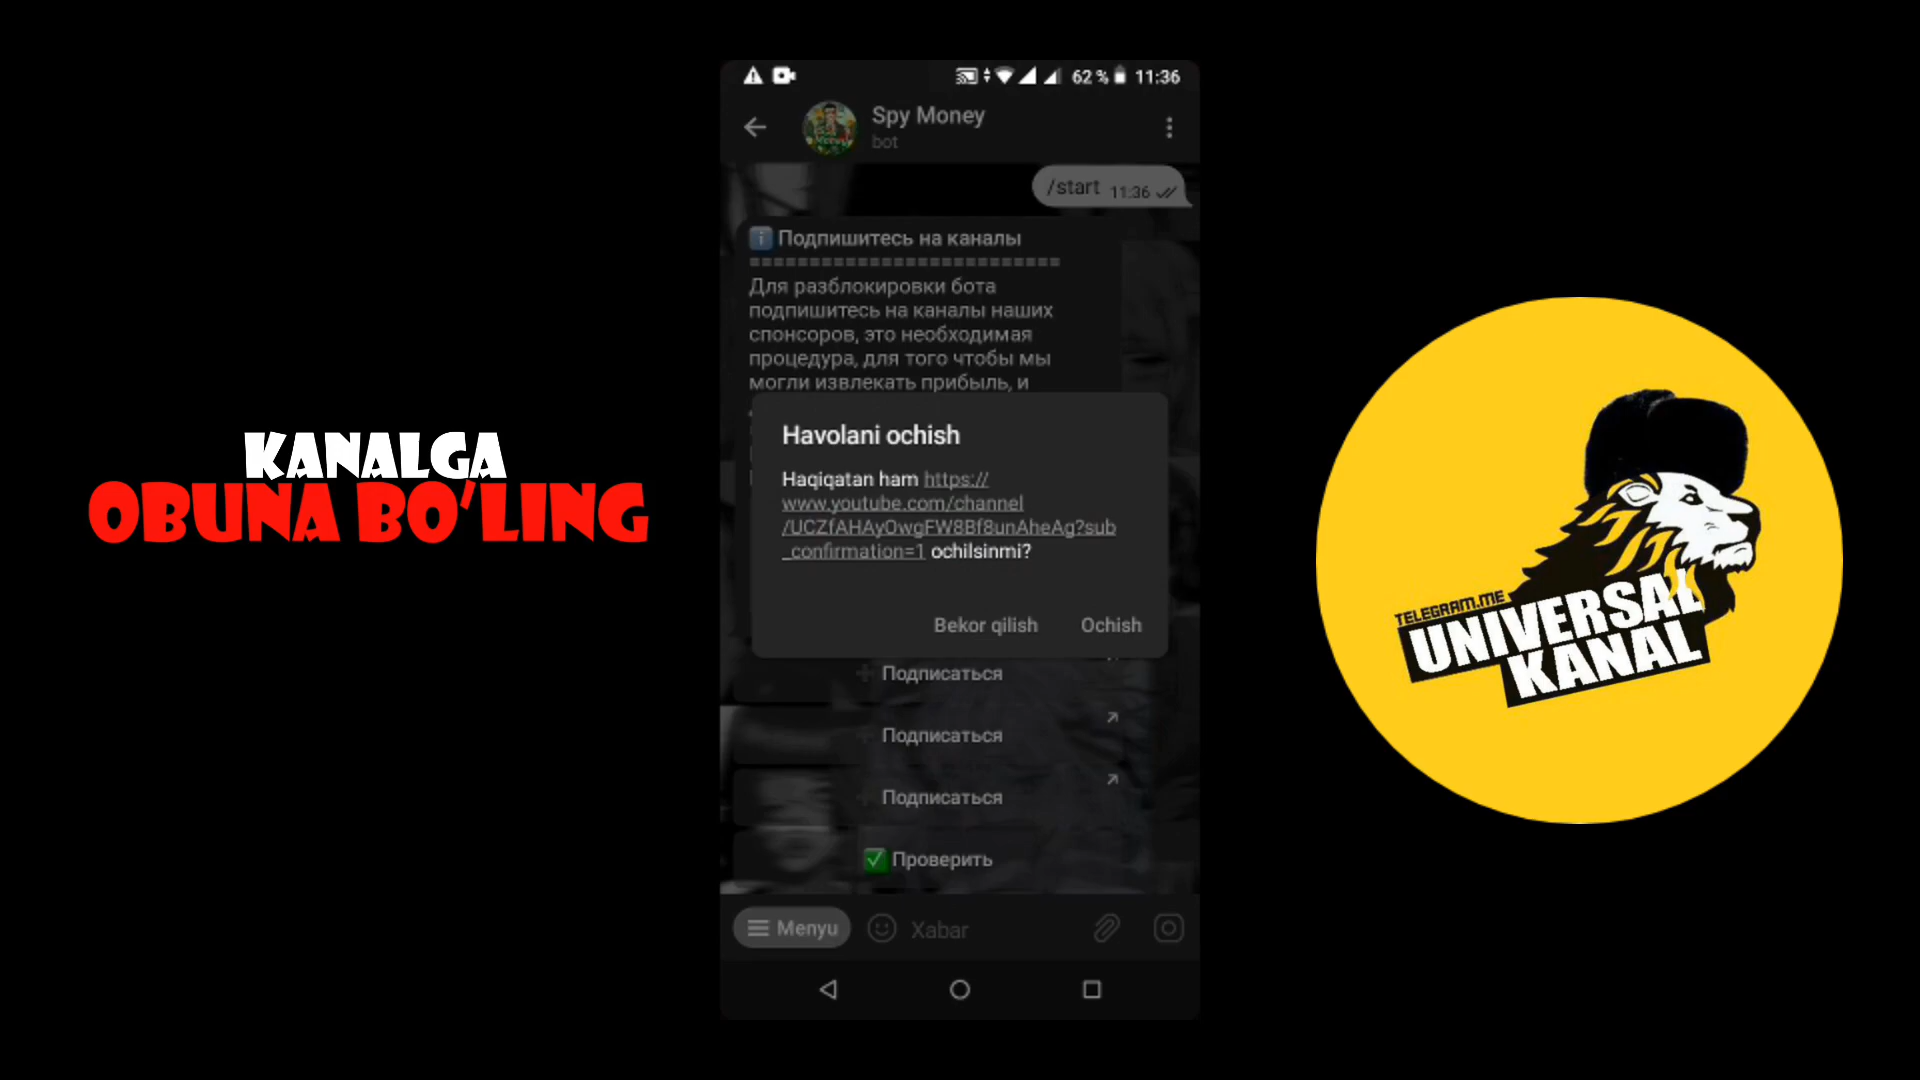 KANALGA
OBUNA BO'LING
62 % 11:36
Spy Money
bot
/start 11:36
Подпишитесь на каналы
==========================
Для разблокировки бота
подпишитесь на каналы наших
спонсоров, это необходимая
процедура, для того чтобы мы
могли извлекать прибыль, и
Havolani ochish
Haqiqatan ham https://
www.youtube.com/channel
/UCZfAHAyOwgFW8Bf8unAheAg?sub
_confirmation=1 ochilsinmi?
Bekor qilish Ochish
Подписаться
Подписаться
Подписаться
Проверить
Menyu Xabar
TELEGRAM.ME
UNIVERSAL
KANAL